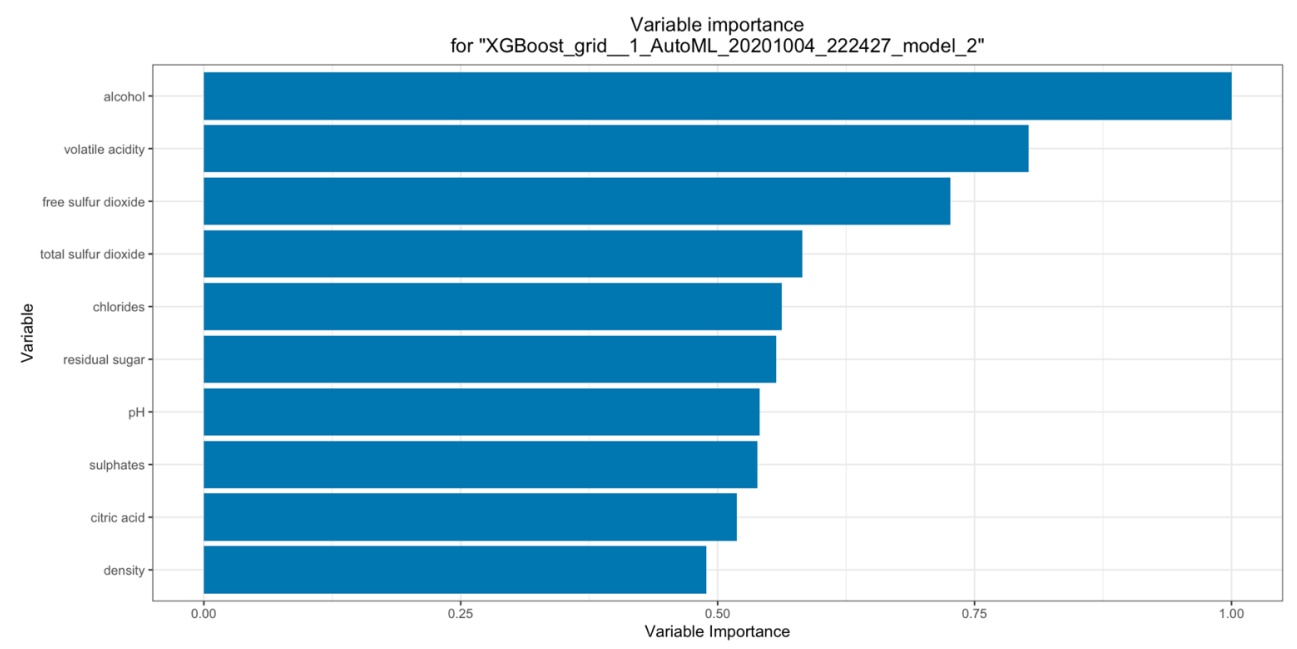 Variable importance
for "XGBoost_grid__1_AutoML_20201004_222427_model_2"
alcohol
volatile acidity
free sulfur dioxide
total sulfur dioxide
chlorides
residual sugar
pH
sulphates
citric acid
density
Variable
0.00 0.25 0.50 0.75 1.00
Variable Importance